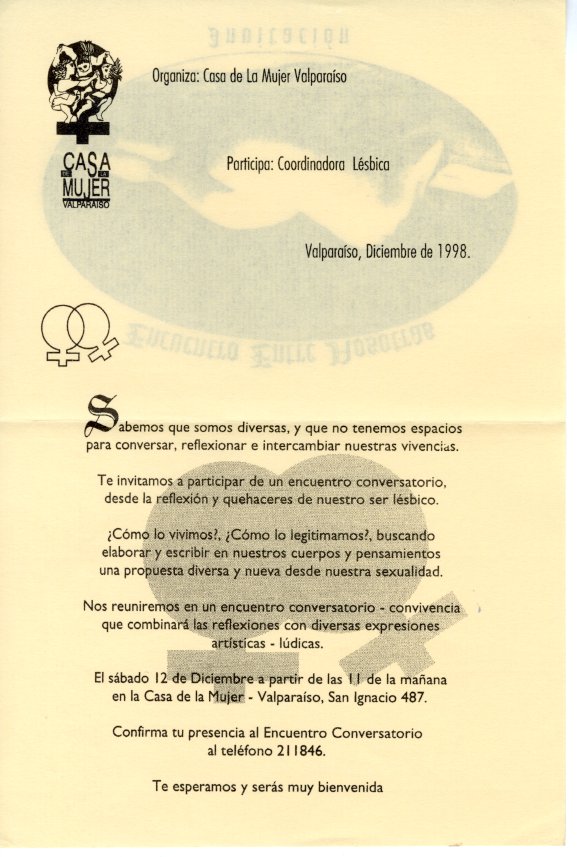 Invitación
Organiza: Casa de La Mujer Valparaíso
CASA
DE LA
MUJER
VALPARAISO
Participa: Coordinadora Lésbica
Valparaíso, Diciembre de 1998.
Encuentro Entre Nosotras
Sabemos que somos diversas, y que no tenemos espacios
para conversar, reflexionar e intercambiar nuestras vivencias.
Te invitamos a participar de un encuentro conversatorio,
desde la reflexión y quehaceres de nuestro ser lésbico.
¿Cómo lo vivimos?, ¿Cómo lo legitimamos?, buscando
elaborar y escribir en nuestros cuerpos y pensamientos
una propuesta diversa y nueva desde nuestra sexualidad.
Nos reuniremos en un encuentro conversatorio - convivencia
que combinará las reflexiones con diversas expresiones
artísticas - lúdicas.
El sábado 12 de Diciembre a partir de las 11 de la mañana
en la Casa de la Mujer - Valparaíso, San Ignacio 487.
Confirma tu presencia al Encuentro Conversatorio
al teléfono 211846.
Te esperamos y serás muy bienvenida